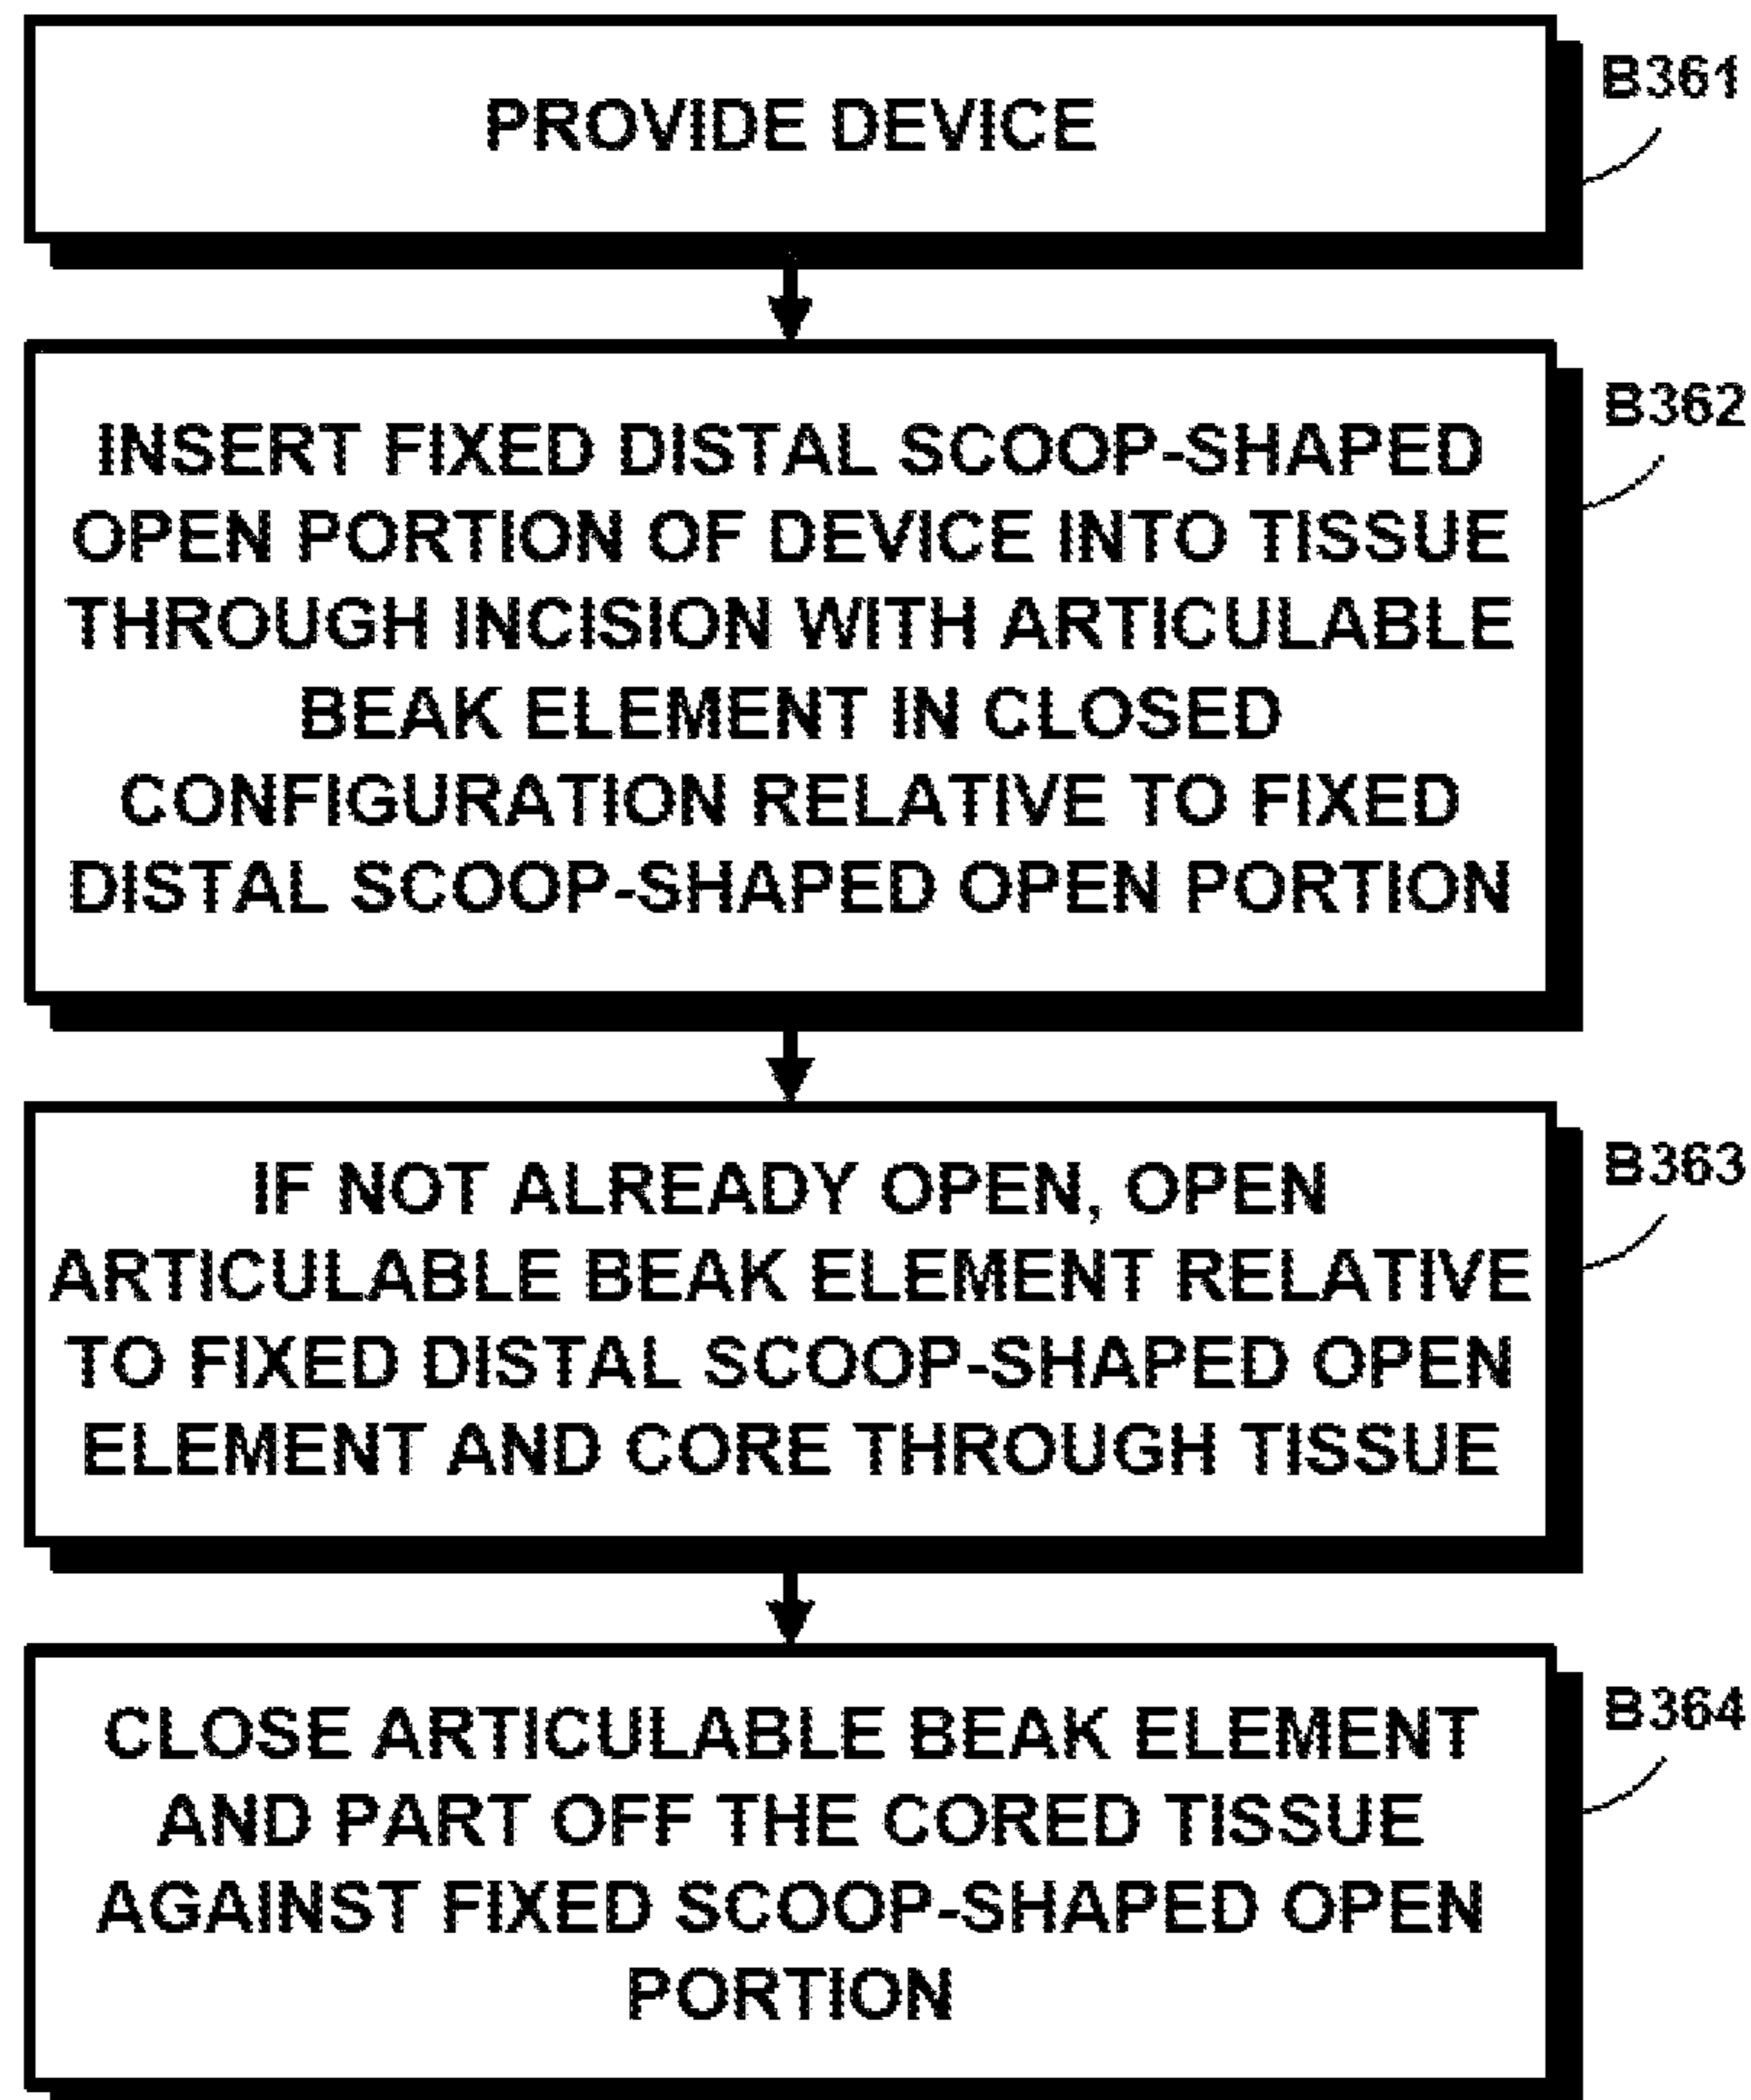 PROVIDE DEVICE
B361
INSERT FIXED DISTAL SCOOP-SHAPED
OPEN PORTION OF DEVICE INTO TISSUE
THROUGH INCISION WITH ARTICULABLE
BEAK ELEMENT IN CLOSED
CONFIGURATION RELATIVE TO FIXED
DISTAL SCOOP-SHAPED OPEN PORTION
B362
IF NOT ALREADY OPEN, OPEN
ARTICULABLE BEAK ELEMENT RELATIVE
TO FIXED DISTAL SCOOP-SHAPED OPEN
ELEMENT AND CORE THROUGH TISSUE
B363
CLOSE ARTICULABLE BEAK ELEMENT
AND PART OFF THE CORED TISSUE
AGAINST FIXED SCOOP-SHAPED OPEN
PORTION
B364